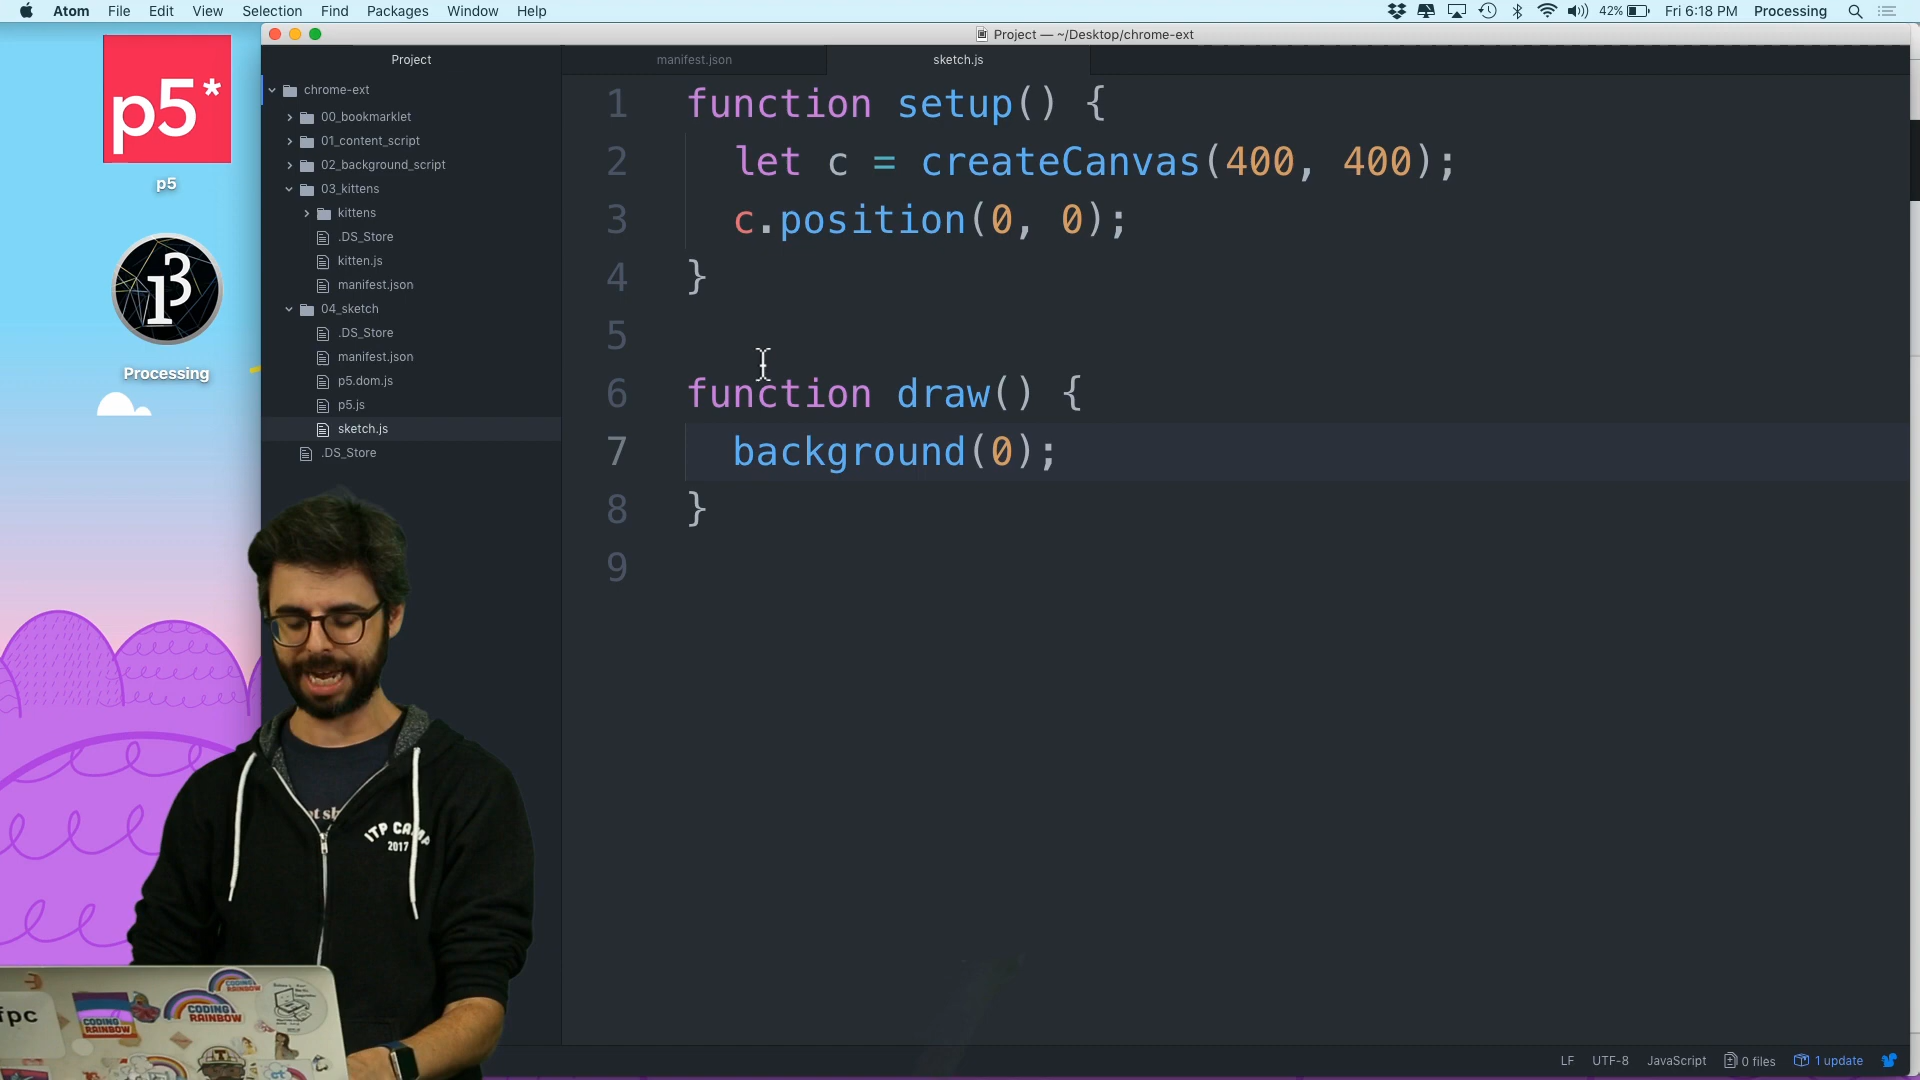 Atom File Edit View Selection Find Packages Window Help 42% Fri 6:18 PM Processing
Project — ~/Desktop/chrome-ext
p5*
p5
Processing
Project
chrome-ext
00_bookmarklet
01_content_script
02_background_script
03_kittens
kittens
.DS_Store
kitten.js
manifest.json
04_sketch
.DS_Store
manifest.json
p5.dom.js
p5.js
sketch.js
.DS_Store
manifest.json sketch.js
1 function setup() {
2 let c = createCanvas(400, 400);
3 c.position(0, 0);
4 }
5
6 function draw() {
7 background(0);
8 }
9
ITP CAMP
2017
fpc
CODING
RAINBOW
CODING
RAINBOW
CODING
LF UTF-8 JavaScript 0 files 1 update